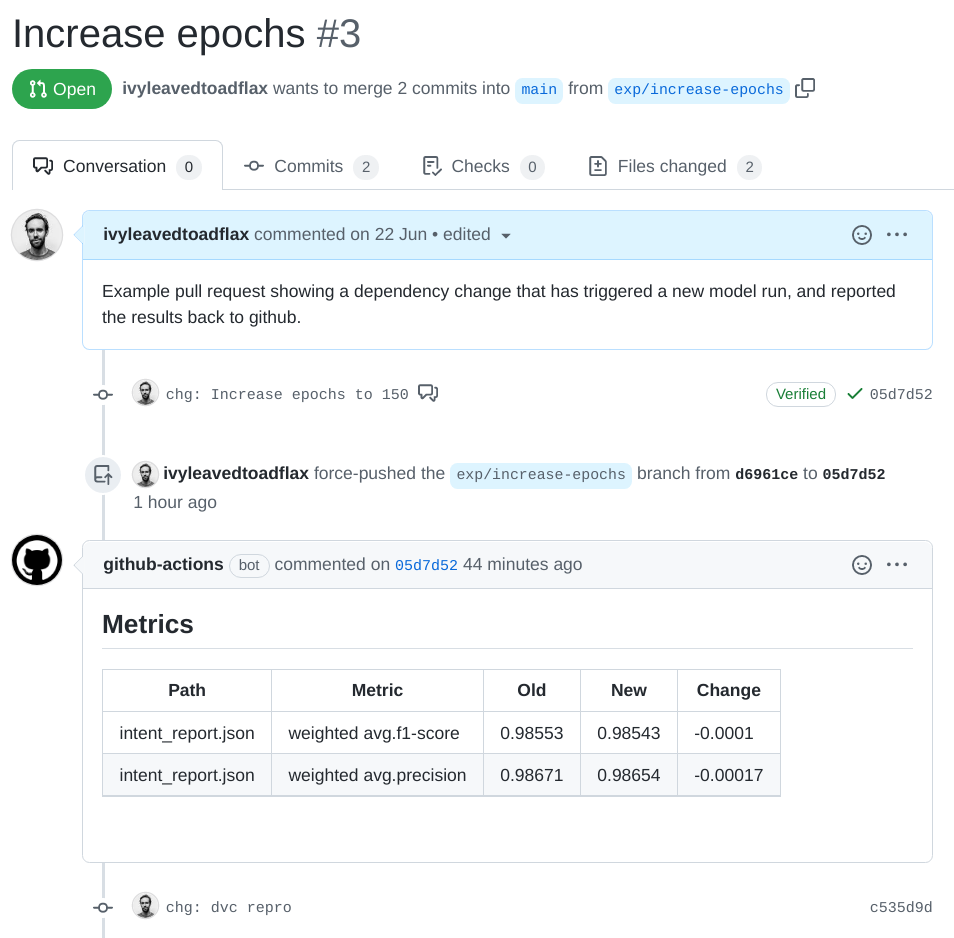 Increase epochs #3
Open ivyleavedtoadflax wants to merge 2 commits into main from exp/increase-epochs
Conversation 0 Commits 2 Checks 0 Files changed 2
ivyleavedtoadflax commented on 22 Jun • edited
Example pull request showing a dependency change that has triggered a new model run, and reported
the results back to github.
chg: Increase epochs to 150 Verified 05d7d52
ivyleavedtoadflax force-pushed the exp/increase-epochs branch from d6961ce to 05d7d52
1 hour ago
github-actions bot commented on 05d7d52 44 minutes ago
Metrics
Path Metric Old New Change
intent_report.json weighted avg.f1-score 0.98553 0.98543 -0.0001
intent_report.json weighted avg.precision 0.98671 0.98654 -0.00017
chg: dvc repro c535d9d